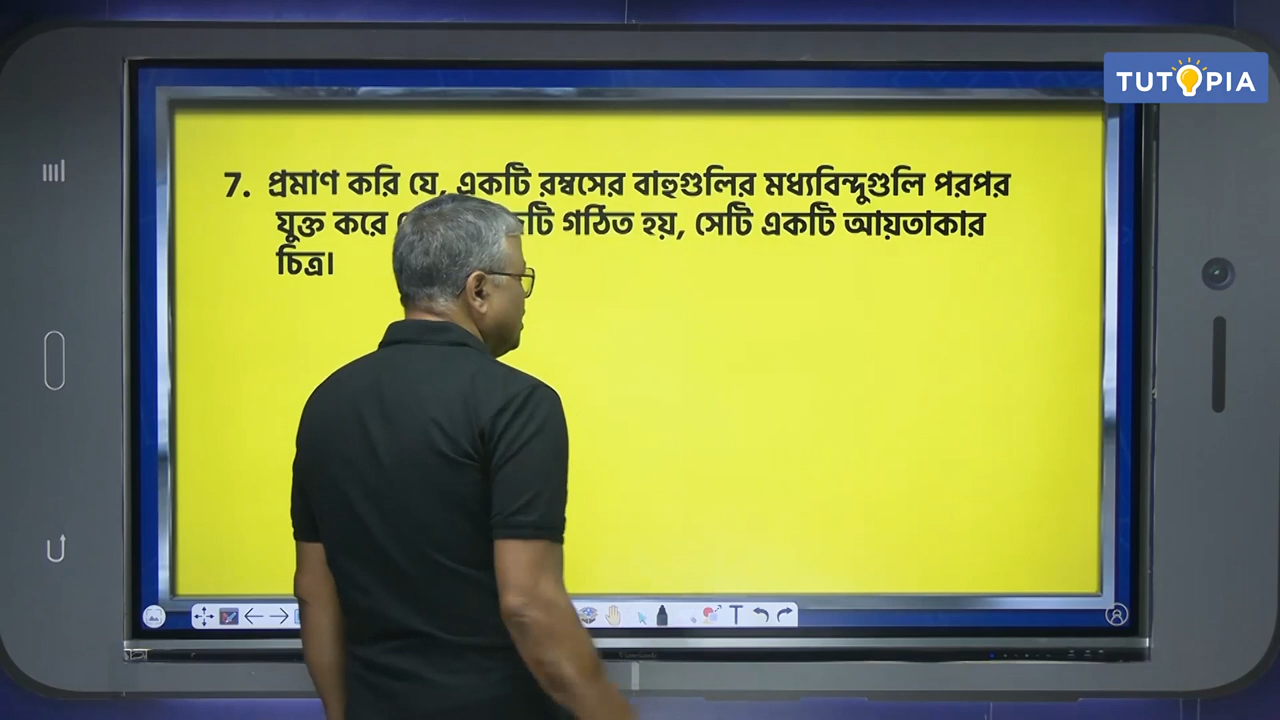 TUTOPIA
7. প্রমাণ করি যে, একটি রম্বসের বাহুগুলির মধ্যবিন্দুগুলি পরপর
যুক্ত করে গঠিত হয়, সেটি একটি আয়তাকার
চিত্র।